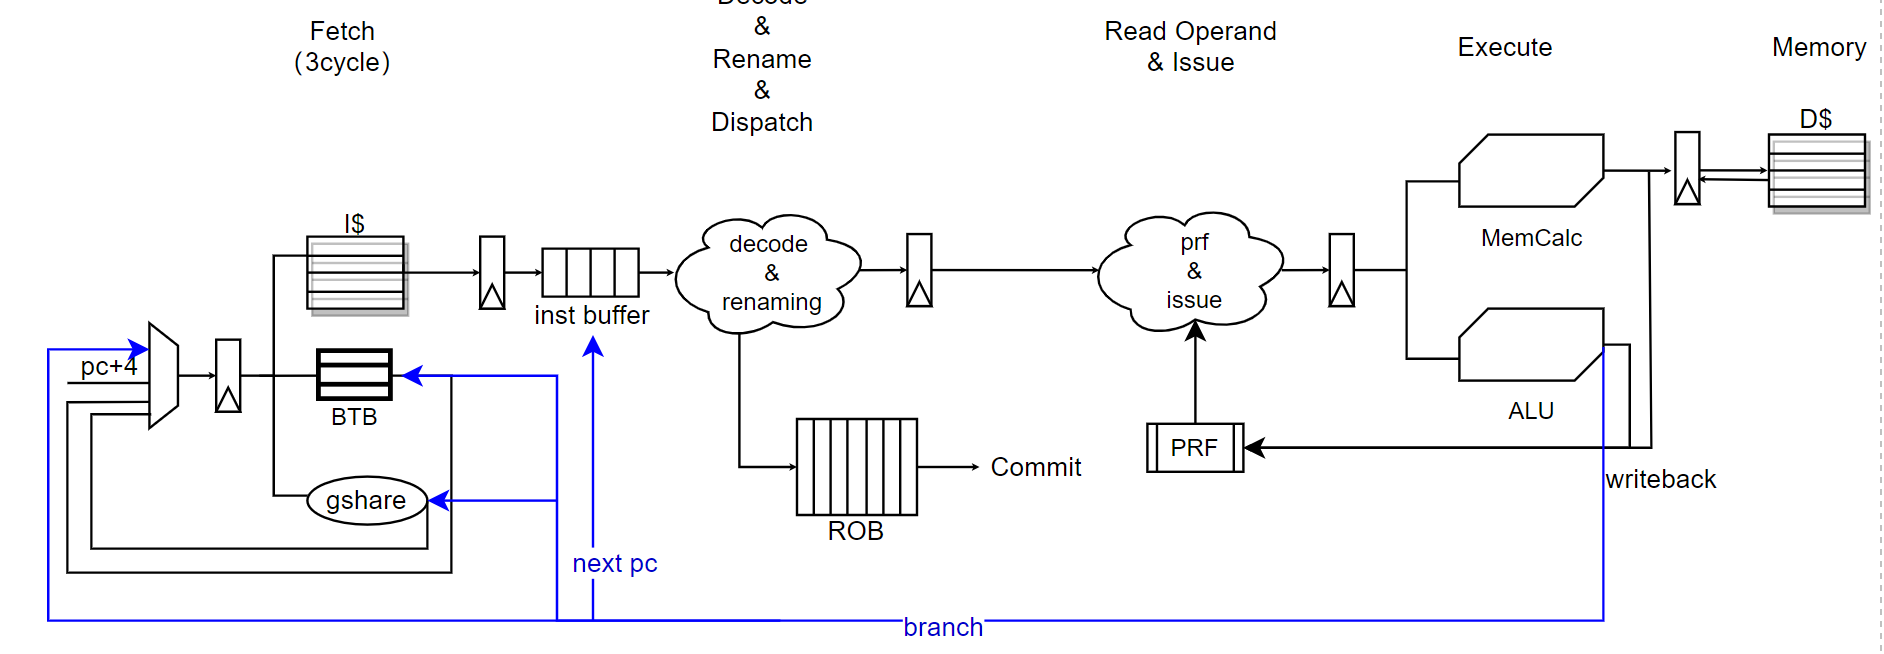 Fetch
(3cycle)
Decode
&
Rename
&
Dispatch
Read Operand
& Issue
Execute
Memory
D$
I$
decode
&
renaming
prf
&
issue
MemCalc
inst buffer
pc+4
BTB
ALU
PRF
gshare
Commit
writeback
ROB
next pc
branch